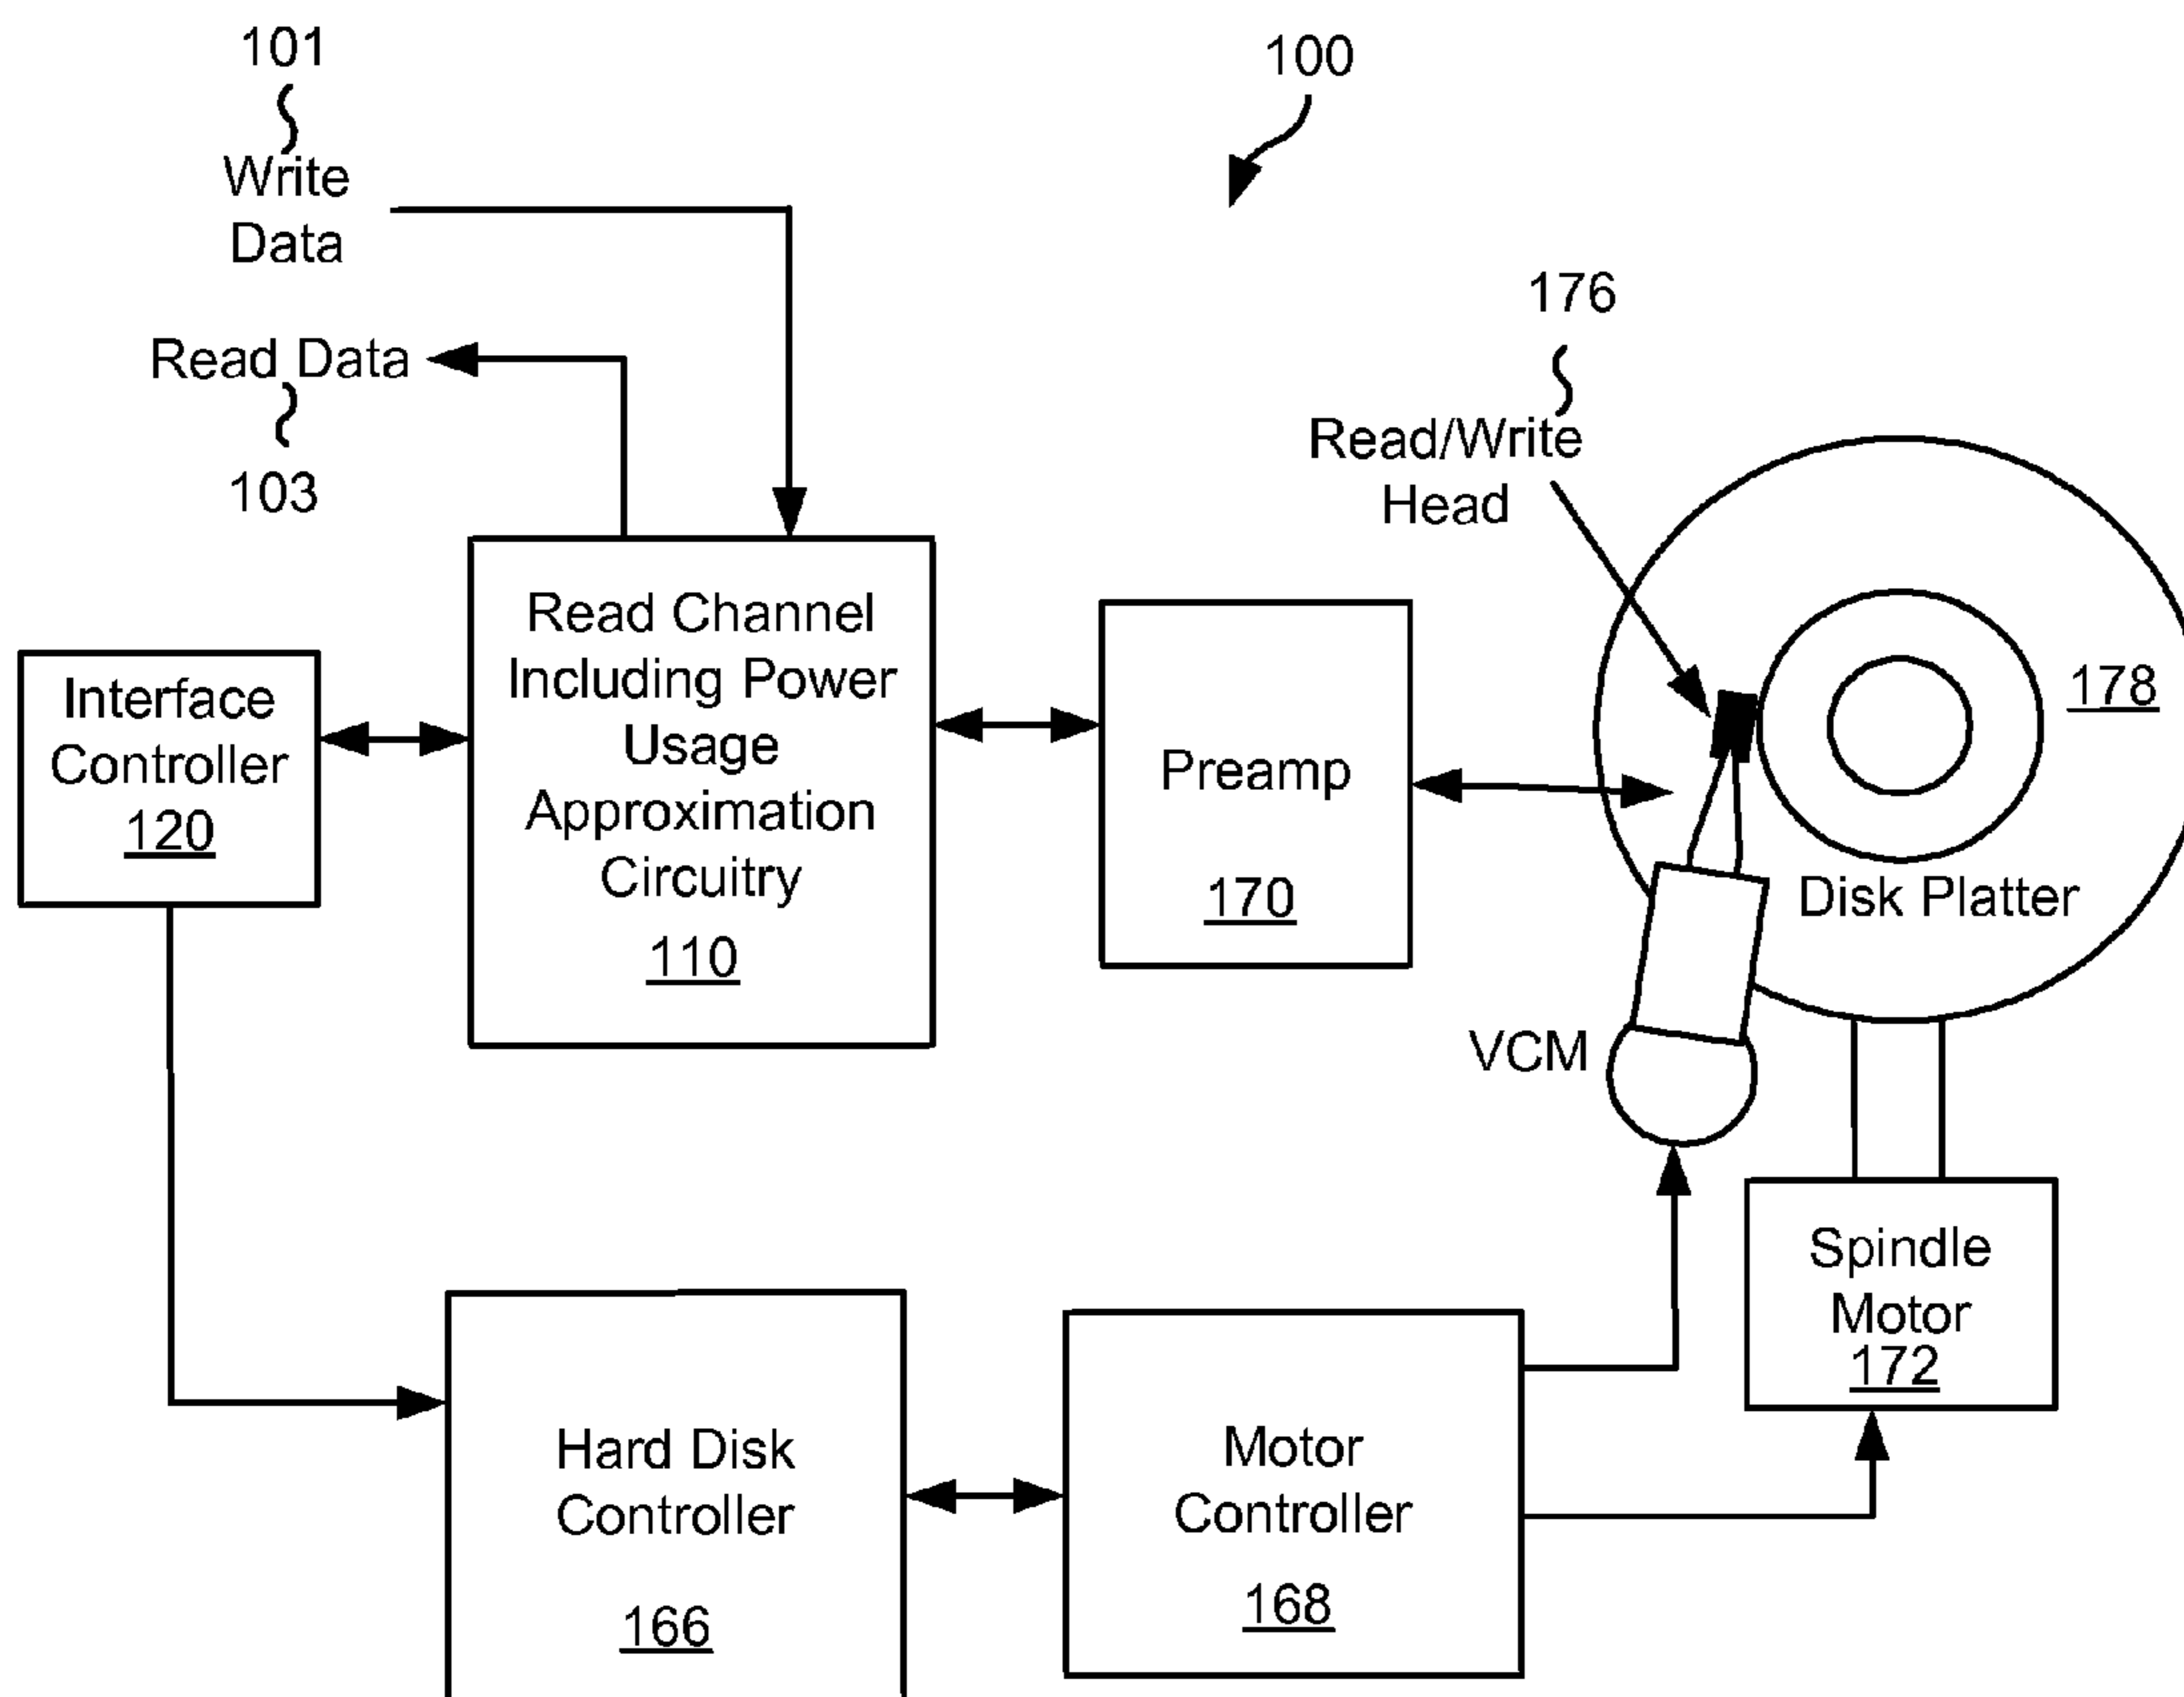 101
Write
Data
100
Read Data
103
176
Read/Write
Head
Read Channel
Including Power
Usage
Approximation
Circuitry
110
Interface
Controller
120
Preamp
170
178
Disk Platter
VCM
Spindle
Motor
172
Hard Disk
Controller
166
Motor
Controller
168